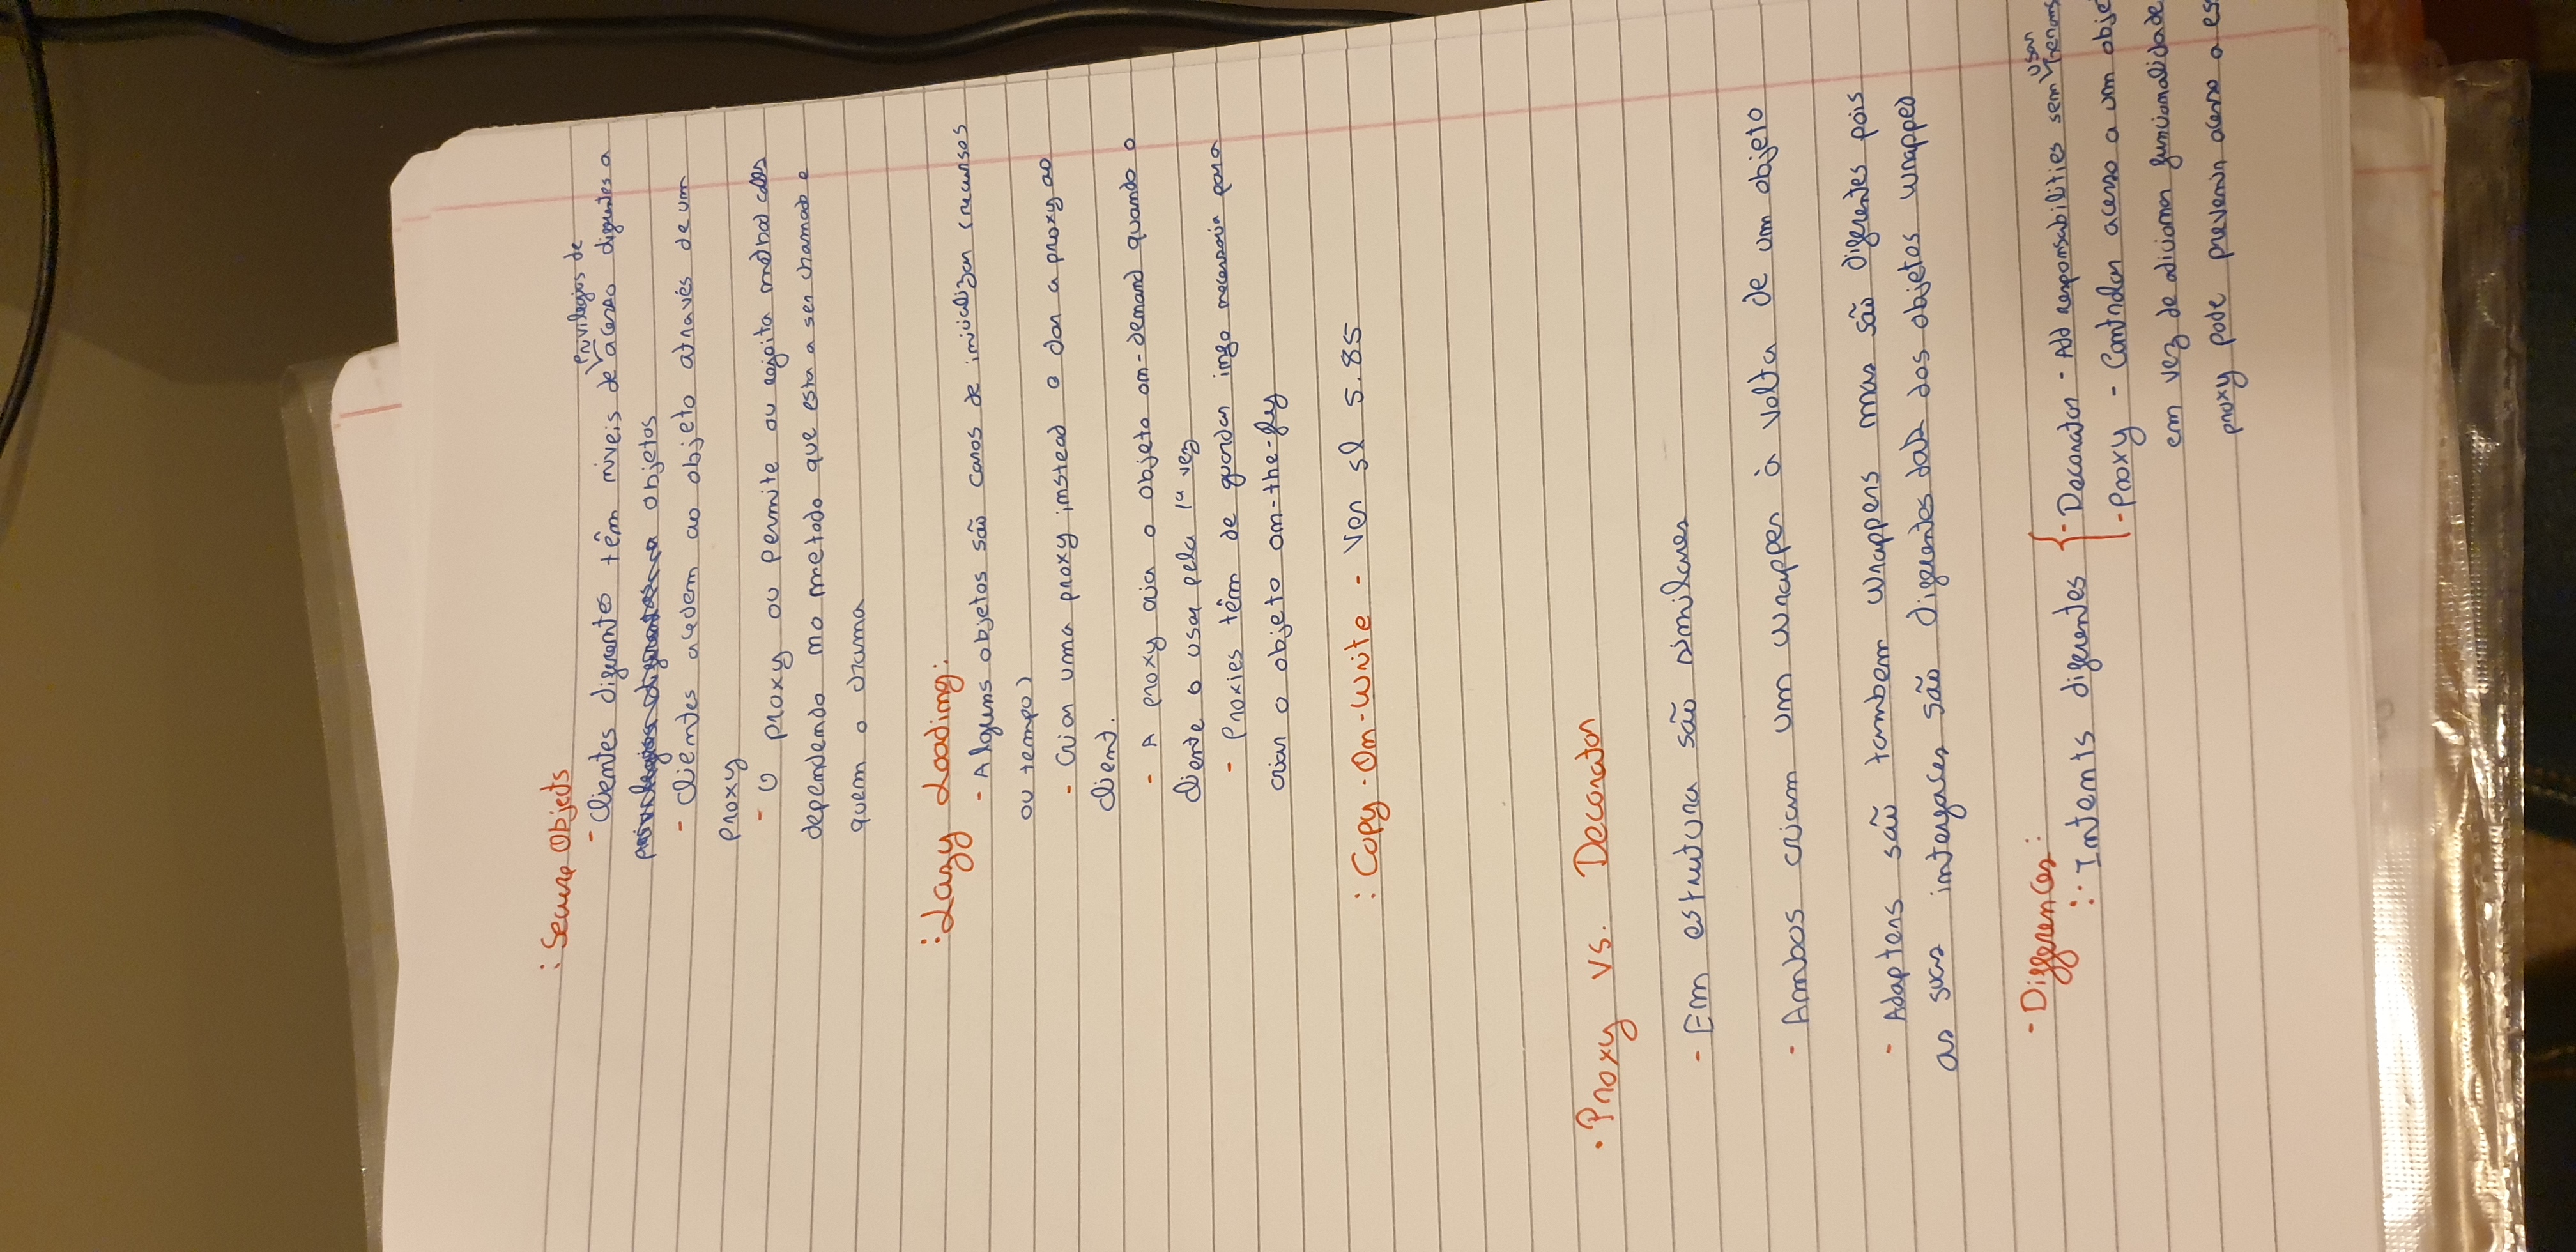 : Secure Objects
privilegios de
- Clientes diferentes têm niveis de acesso diferentes a
objetos
- Clientes acedem ao objeto através de um
proxy
- O proxy ou permite ou rejeita method calls
dependendo no metodo que esta a ser chamado e
quem o chama
: Lazy Loading:
- Alguns objetos são caros de inicializar (recursos
ou tempo)
- Criar uma proxy instead e dar a proxy ao
client.
- A proxy cria o objeto on-demand quando o
cliente o usar pela 1ª vez
- Proxies têm de guardar info necessaria para
criar o objeto on-the-fly
: Copy-On-Write - Ver sl 5.85
• Proxy vs. Decorator
- Em estrutura são similares
- Ambos criam um wrapper à volta de um objeto
- Adapters são tambem wrappers mas são diferentes pois
as suas interfaces são diferentes das dos objetos wrapped
- Differences:
usar
:· Intents diferentes { - Decorator - Add responsabilities sem
- Proxy - Controlar acesso a um obje
em vez de adicionar funcionalidade
proxy pode prevenir acesso a es